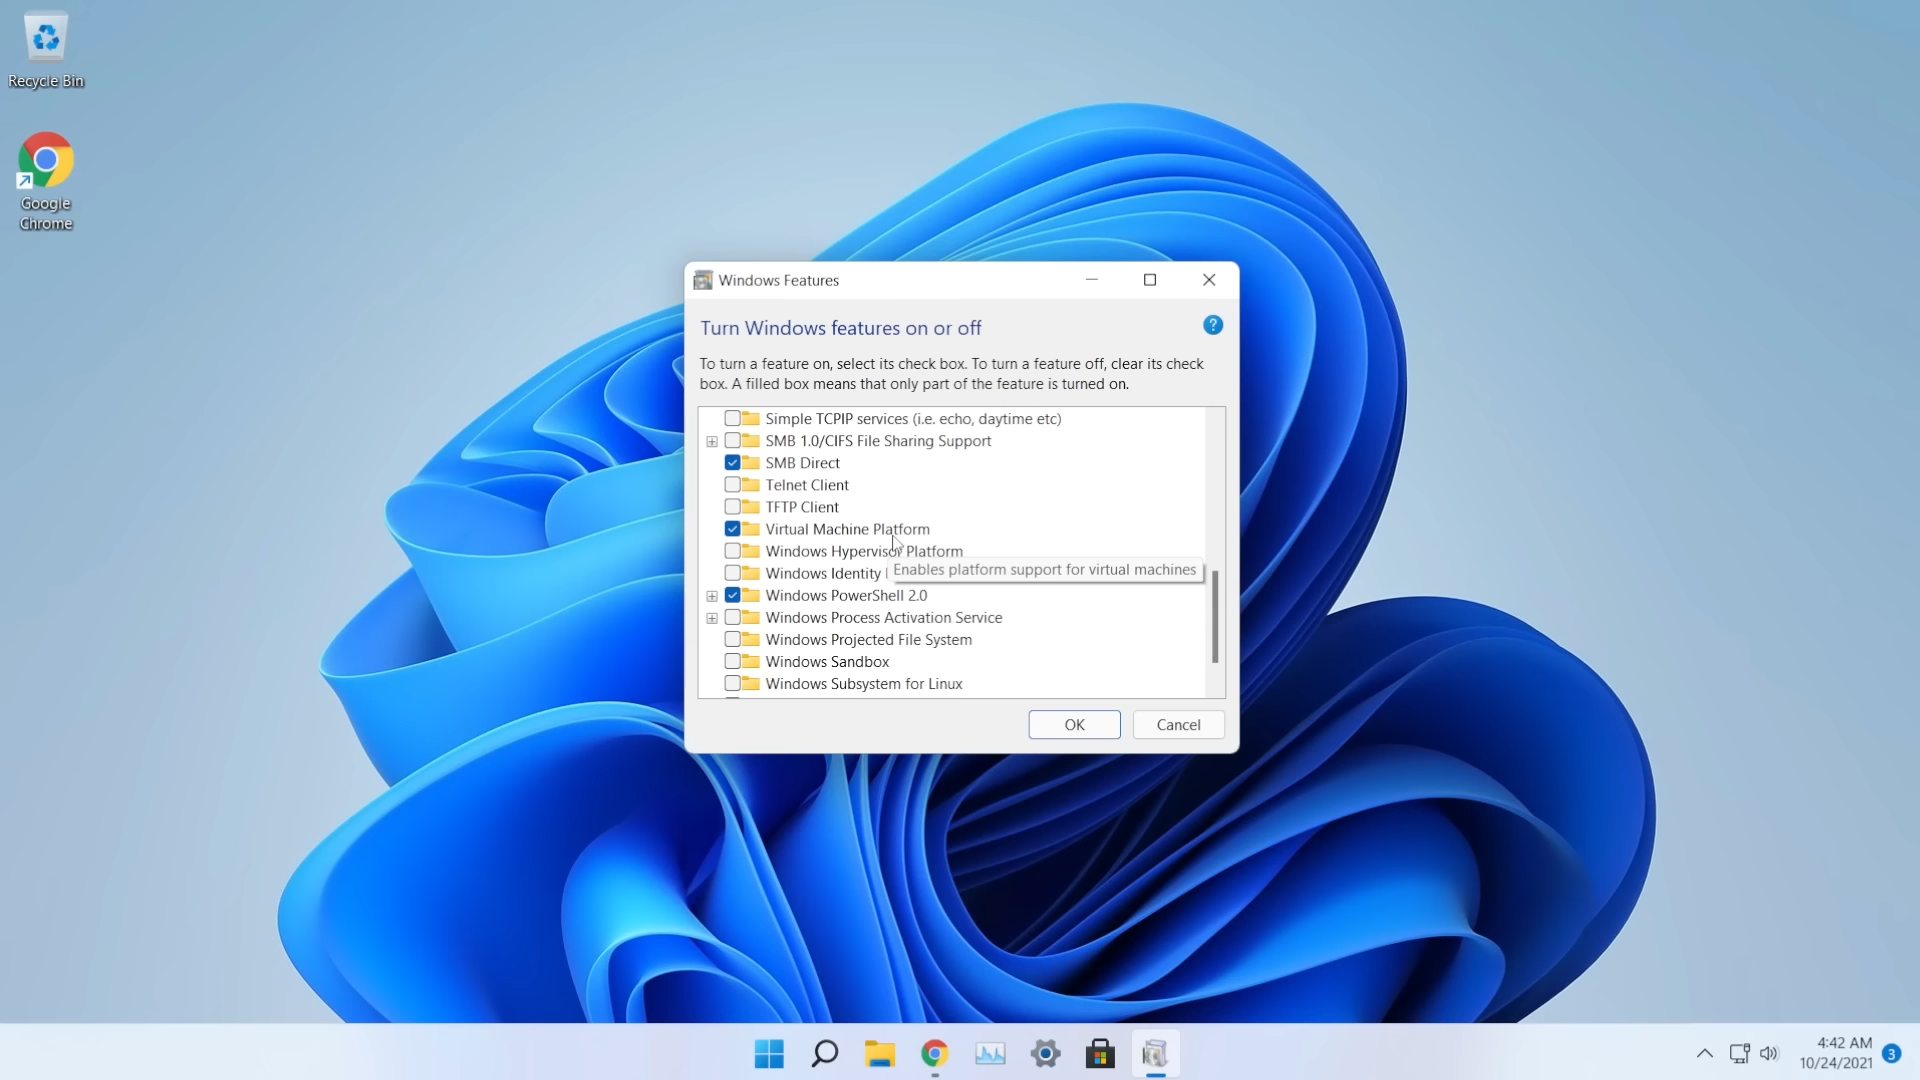 Recycle Bin
Google
Chrome
Windows Features
Turn Windows features on or off
?
To turn a feature on, select its check box. To turn a feature off, clear its check
box. A filled box means that only part of the feature is turned on.
Simple TCPIP services (i.e. echo, daytime etc)
SMB 1.0/CIFS File Sharing Support
SMB Direct
Telnet Client
TFTP Client
Virtual Machine Platform
Windows Hypervisor Platform
Windows Identity
Enables platform support for virtual machines
Windows PowerShell 2.0
Windows Process Activation Service
Windows Projected File System
Windows Sandbox
Windows Subsystem for Linux
OK
Cancel
4:42 AM
10/24/2021
3